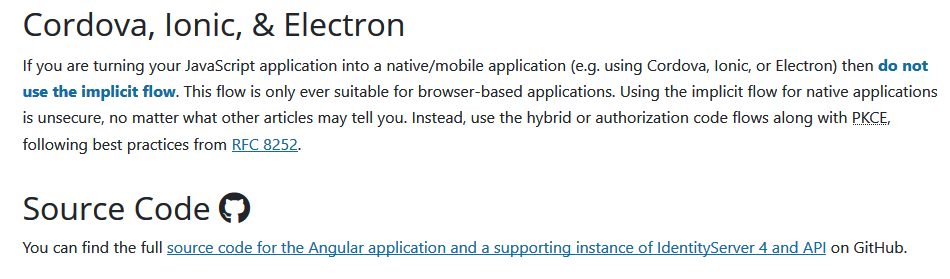 Cordova, Ionic, & Electron
If you are turning your JavaScript application into a native/mobile application (e.g. using Cordova, Ionic, or Electron) then do not
use the implicit flow. This flow is only ever suitable for browser-based applications. Using the implicit flow for native applications
is unsecure, no matter what other articles may tell you. Instead, use the hybrid or authorization code flows along with PKCE,
following best practices from RFC 8252.
Source Code
You can find the full source code for the Angular application and a supporting instance of IdentityServer 4 and API on GitHub.